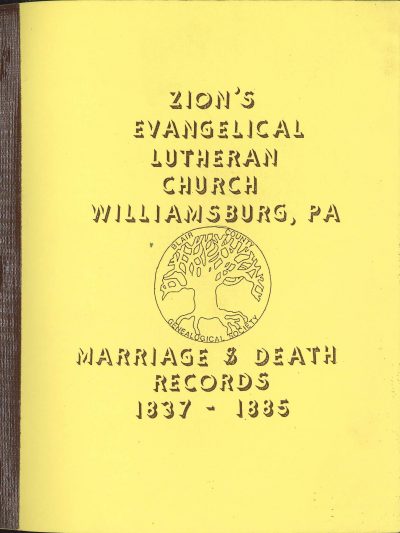 ZION'S
EVANGELICAL
LUTHERAN
CHURCH
WILLIAMSBURG, PA
BLAIR COUNTY
GENEALOGICAL SOCIETY
MARRIAGE & DEATH
RECORDS
1837 - 1885